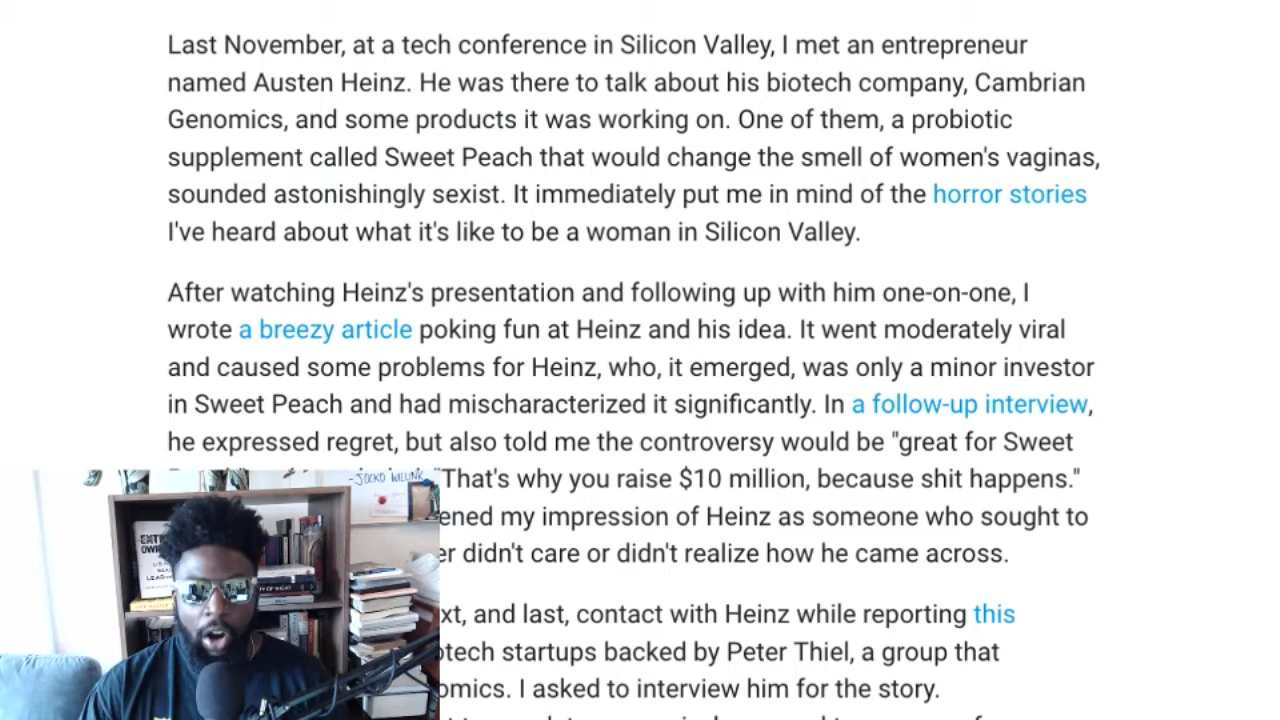 Last November, at a tech conference in Silicon Valley, I met an entrepreneur
named Austen Heinz. He was there to talk about his biotech company, Cambrian
Genomics, and some products it was working on. One of them, a probiotic
supplement called Sweet Peach that would change the smell of women's vaginas,
sounded astonishingly sexist. It immediately put me in mind of the horror stories
I've heard about what it's like to be a woman in Silicon Valley.
After watching Heinz's presentation and following up with him one-on-one, I
wrote a breezy article poking fun at Heinz and his idea. It went moderately viral
and caused some problems for Heinz, who, it emerged, was only a minor investor
in Sweet Peach and had mischaracterized it significantly. In a follow-up interview,
he expressed regret, but also told me the controversy would be "great for Sweet
"That's why you raise $10 million, because shit happens."
ened my impression of Heinz as someone who sought to
er didn't care or didn't realize how he came across.
xt, and last, contact with Heinz while reporting this
otech startups backed by Peter Thiel, a group that
omics. I asked to interview him for the story.
-JOCKO WILLINK